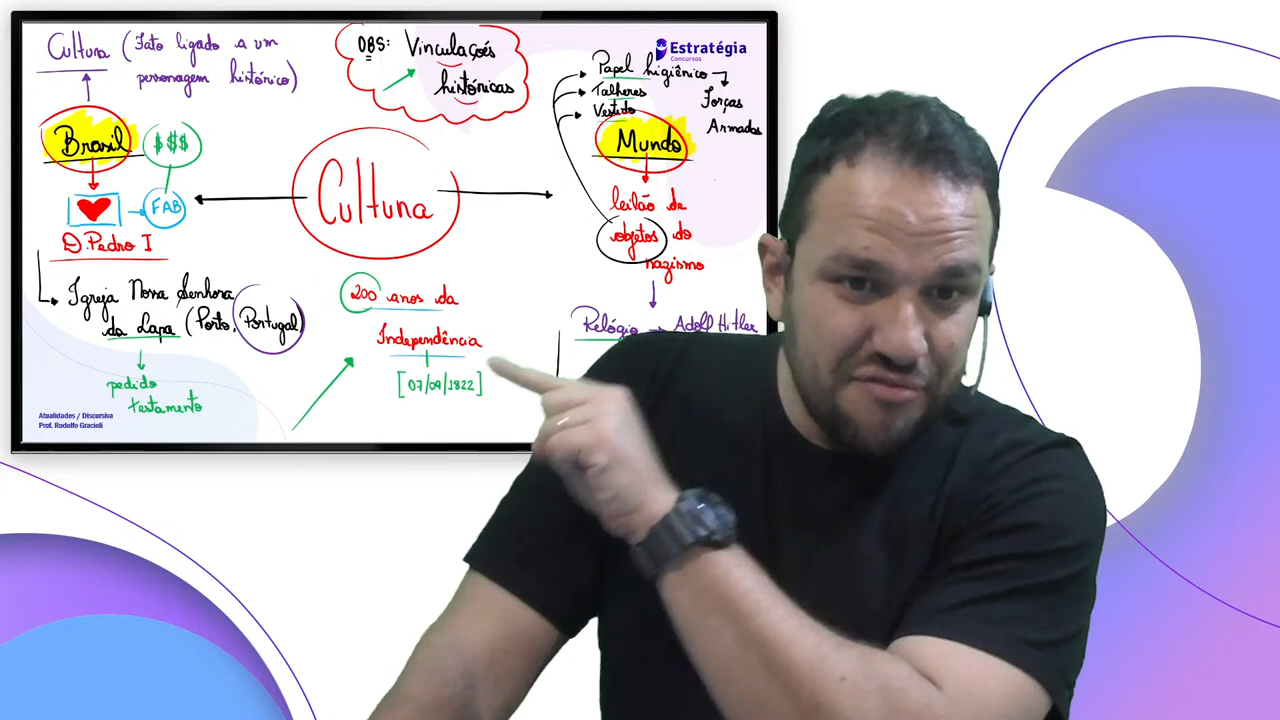 Cultura (Fato ligado a um
personagem histórico)
OBS: Vinculações
históricas
Estratégia
Concursos
Papel higiênico
Talheres
Vestido
Forças
Armadas
Brasil
$$$
Mundo
FAB
D. Pedro I
Cultura
leilão de
objetos do
nazismo
Igreja Nossa Senhora
da Lapa (Porto, Portugal)
pedido
testamento
200 anos da
Independência
[07/09/1822]
Relógio → Adolf Hitler
Atualidades / Discursiva
Prof. Rodolfo Gracioli